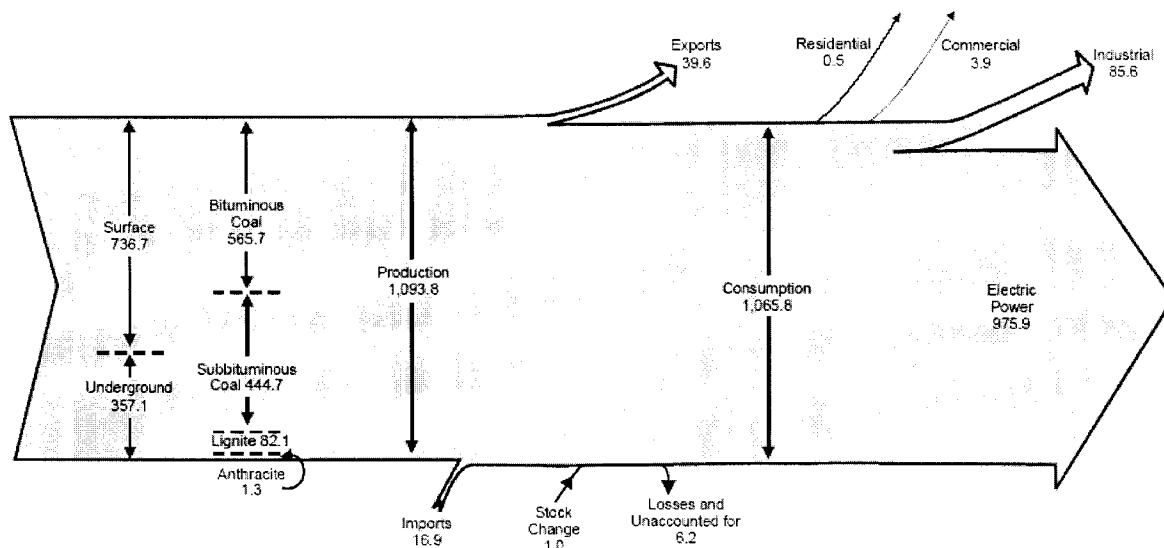 Exports
39.6
Residential
0.5
Commercial
3.9
Industrial
85.6
Surface
736.7
Bituminous
Coal
565.7
Production
1,093.8
Consumption
1,065.8
Electric
Power
975.9
Underground
357.1
Subbituminous
Coal 444.7
Lignite 82.1
Anthracite
1.3
Imports
16.9
Stock
Change
1.0
Losses and
Unaccounted for
6.2